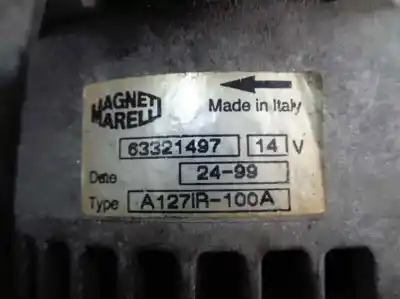 MAGNETI
MARELLI
Made in Italy
63321497 14 V
Date 24-99
Type A127IR-100A